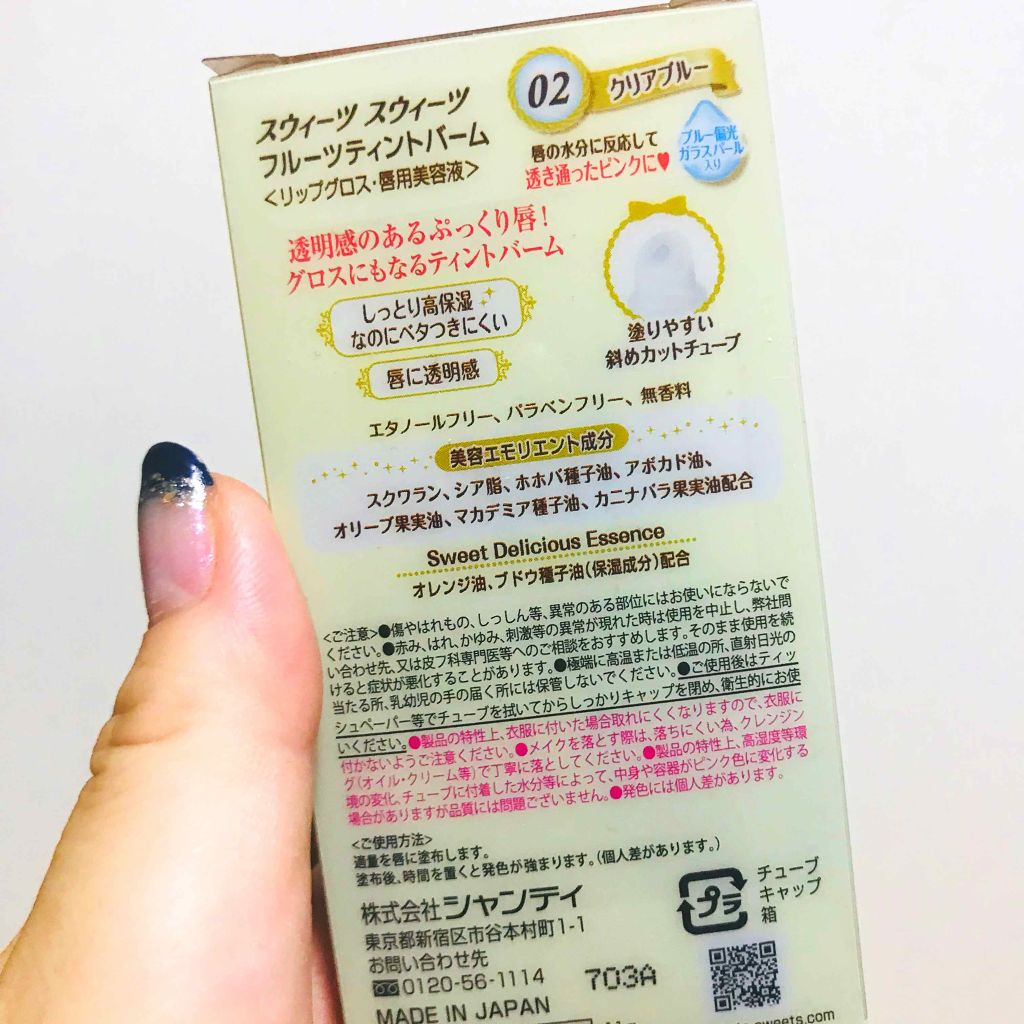 スウィーツ スウィーツ
フルーツティントバーム
<リップグロス・唇用美容液>
02
クリアブルー
唇の水分に反応して
透き通ったピンクに♥
ブルー偏光
ガラスパール
入り
透明感のあるぷっくり唇!
グロスにもなるティントバーム
しっとり高保湿
なのにベタつきにくい
唇に透明感
塗りやすい
斜めカットチューブ
エタノールフリー、パラベンフリー、無香料
美容エモリエント成分
スクワラン、シア脂、ホホバ種子油、アボカド油、
オリーブ果実油、マカデミア種子油、カニナバラ果実油配合
Sweet Delicious Essence
オレンジ油、ブドウ種子油(保湿成分)配合
<ご注意>●傷やはれもの、しっしん等、異常のある部位にはお使いにならないで
ください。●赤み、はれ、かゆみ、刺激等の異常が現れた時は使用を中止し、弊社問
い合わせ先、又は皮フ科専門医等へのご相談をおすすめします。そのまま使用を続
けると症状が悪化することがあります。●極端に高温または低温の所、直射日光の
当たる所、乳幼児の手の届く所には保管しないでください。●ご使用後はティッ
シュペーパー等でチューブを拭いてからしっかりキャップを閉め、衛生的にお使
いください。●製品の特性上、衣服に付いた場合取れにくくなりますので、衣服に
付かないようご注意ください。●メイクを落とす際は、落ちにくい為、クレンジン
グ(オイル・クリーム等)で丁寧に落としてください。●製品の特性上、高湿度等環
境の変化、チューブに付着した水分等によって、中身や容器がピンク色に変化する
場合がありますが品質には問題ございません。●発色には個人差があります。
<ご使用方法>
適量を唇に塗布します。
塗布後、時間を置くと発色が強まります。(個人差があります。)
株式会社シャンティ
東京都新宿区市谷本村町1-1
お問い合わせ先
0120-56-1114
703A
MADE IN JAPAN
プラ
チューブ
キャップ
箱
sweets.com